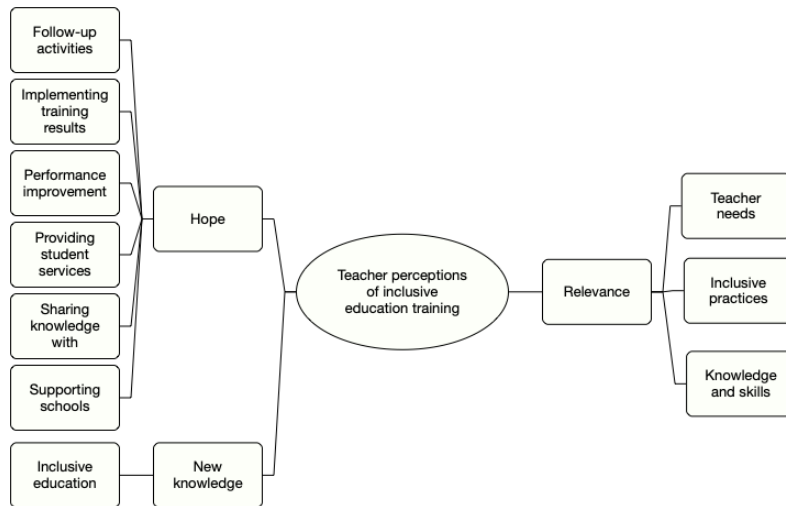 Follow-up
activities
Implementing
training
results
Performance
improvement
Providing
student
services
Sharing
knowledge
with
Supporting
schools
Inclusive
education
Hope
New
knowledge
Teacher perceptions
of inclusive
education training
Relevance
Teacher
needs
Inclusive
practices
Knowledge
and skills